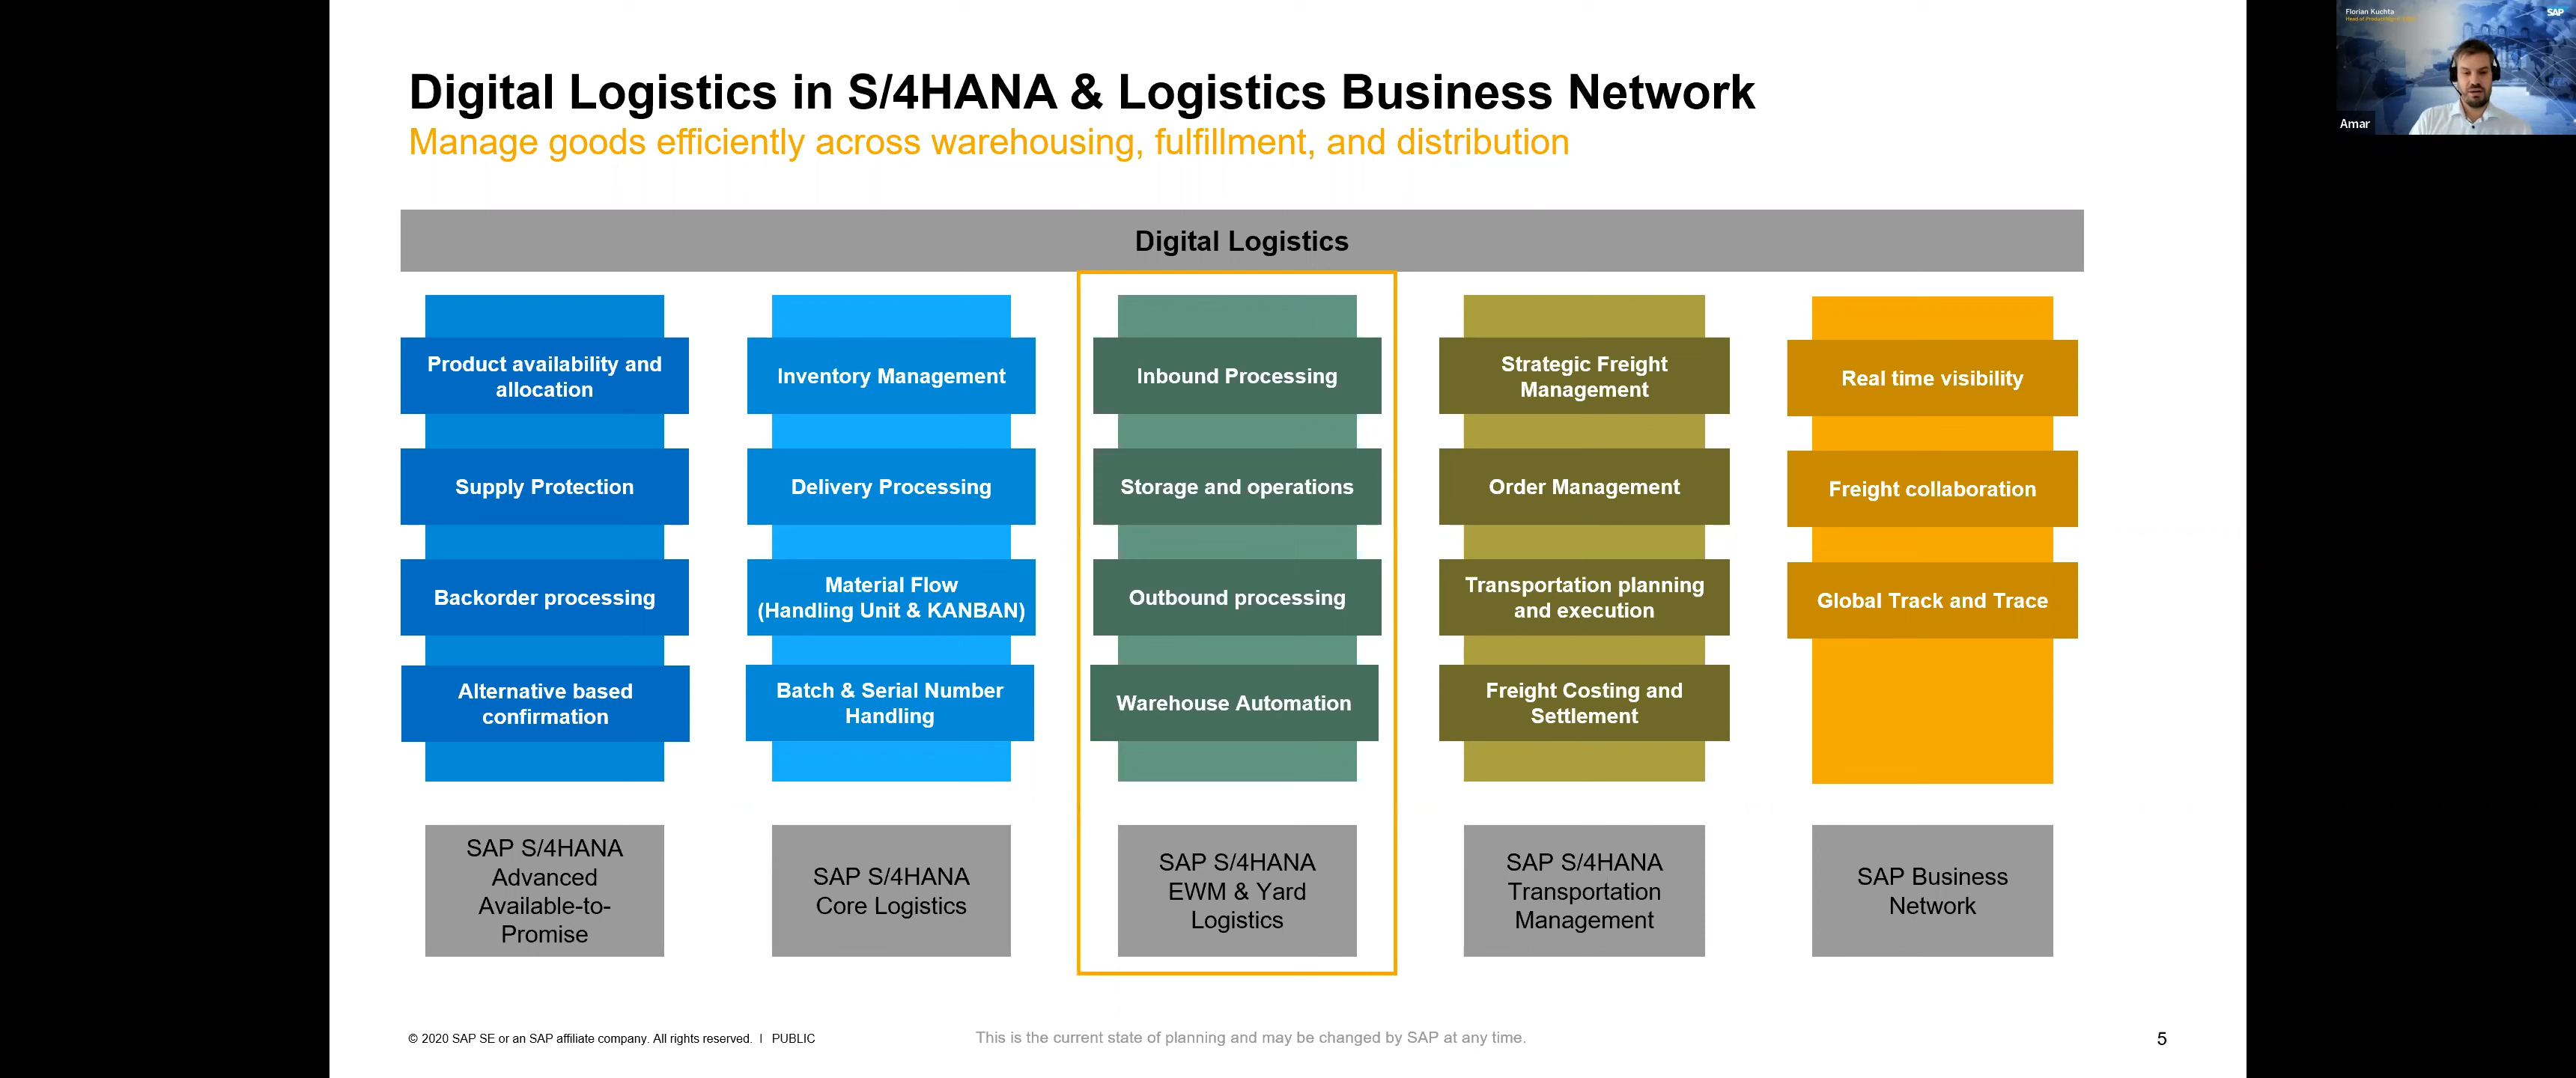 Florian Kuchta
SAP
Amar
Digital Logistics in S/4HANA & Logistics Business Network
Manage goods efficiently across warehousing, fulfillment, and distribution
Digital Logistics
Product availability and
allocation
Supply Protection
Backorder processing
Alternative based
confirmation
SAP S/4HANA
Advanced
Available-to-
Promise
Inventory Management
Delivery Processing
Material Flow
(Handling Unit & KANBAN)
Batch & Serial Number
Handling
SAP S/4HANA
Core Logistics
Inbound Processing
Storage and operations
Outbound processing
Warehouse Automation
SAP S/4HANA
EWM & Yard
Logistics
Strategic Freight
Management
Order Management
Transportation planning
and execution
Freight Costing and
Settlement
SAP S/4HANA
Transportation
Management
Real time visibility
Freight collaboration
Global Track and Trace
SAP Business
Network
© 2020 SAP SE or an SAP affiliate company. All rights reserved. I PUBLIC
This is the current state of planning and may be changed by SAP at any time.
5